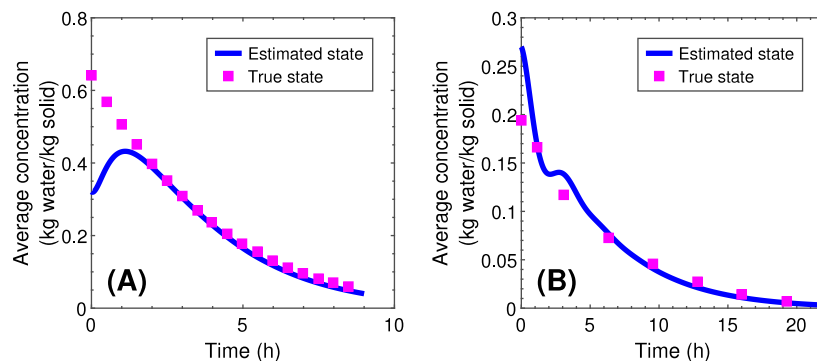 0.8
0.6
0.4
0.2
0
Average concentration
(kg water/kg solid)
Estimated state
True state
(A)
0 5 10
Time (h)
0.3
0.25
0.2
0.15
0.1
0.05
0
Average concentration
(kg water/kg solid)
Estimated state
True state
(B)
0 5 10 15 20
Time (h)